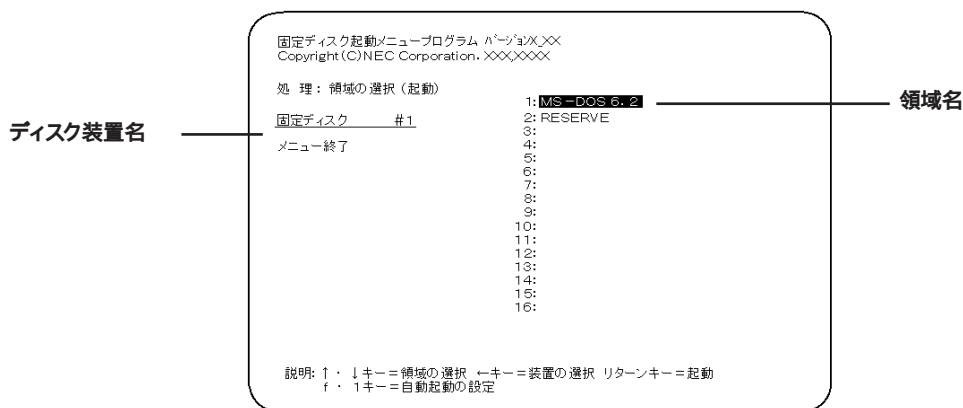 固定ディスク起動メニュープログラム バージョンX.XX
Copyright(C)NEC Corporation. XXX,XXXX
処 理: 領域の選択(起動)
固定ディスク #1
メニュー終了
1: MS-DOS 6.2
2: RESERVE
3:
4:
5:
6:
7:
8:
9:
10:
11:
12:
13:
14:
15:
16:
説明: ↑・↓キー=領域の選択 ←キー=装置の選択 リターンキー=起動
f・1キー=自動起動の設定
ディスク装置名
領域名